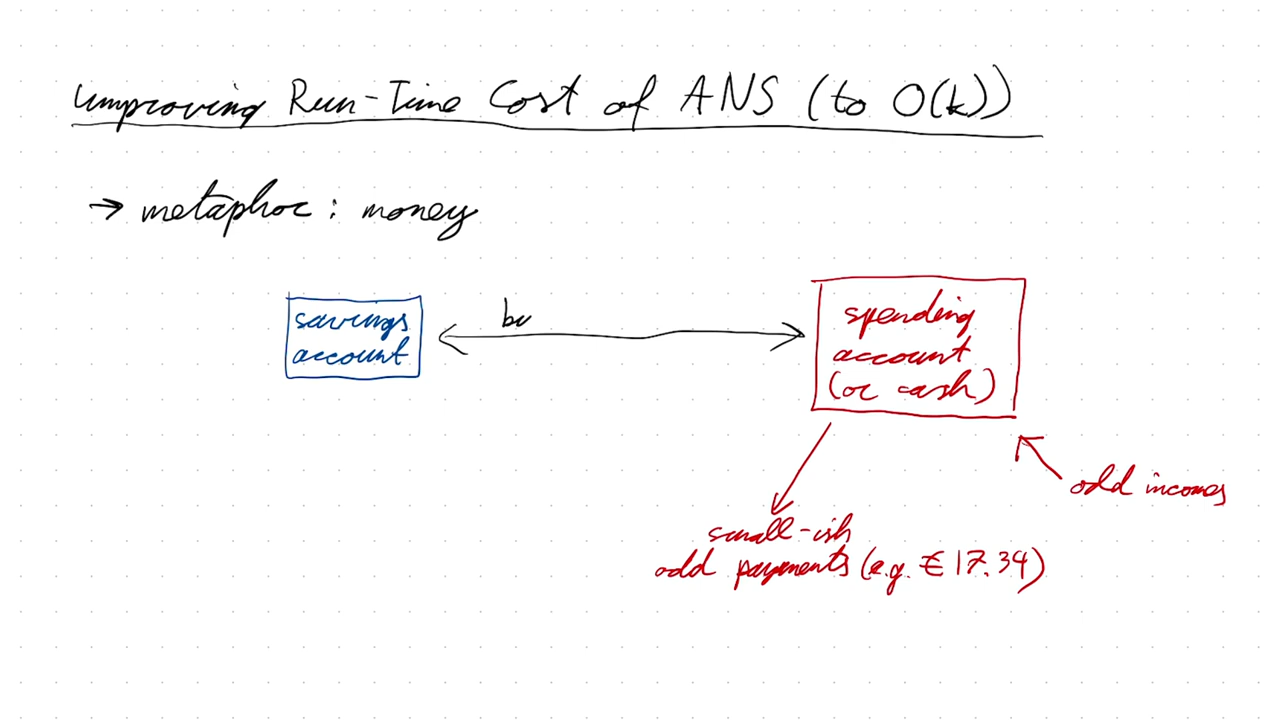 Improving Run-Time Cost of ANS (to O(k))
→ metaphor: money
savings
account
bu
spending
account
(or cash)
odd incomes
small-ish
odd payments (e.g. € 17.34)